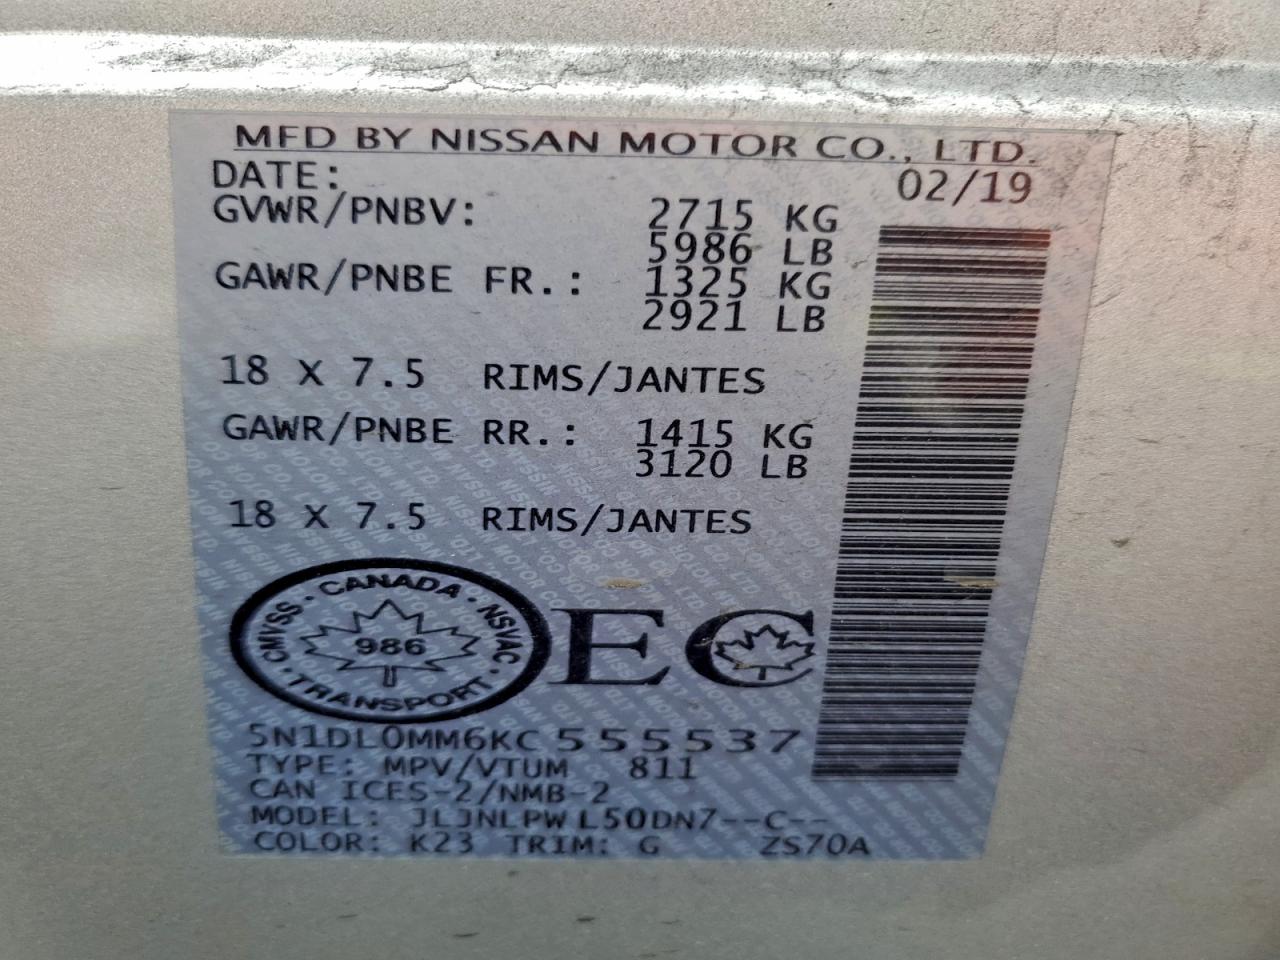 MFD BY NISSAN MOTOR CO., LTD.
DATE: 02/19
GVWR/PNBV: 2715 KG
5986 LB
GAWR/PNBE FR.: 1325 KG
2921 LB
18 X 7.5 RIMS/JANTES
GAWR/PNBE RR.: 1415 KG
3120 LB
18 X 7.5 RIMS/JANTES
CMVSS · CANADA · NSVAC · TRANSPORT ·
986
EC
5N1DL0MM6KC555537
TYPE: MPV/VTUM 811
CAN ICES-2/NMB-2
MODEL: JLJNLPW L50DN7--C--
COLOR: K23 TRIM: G ZS70A